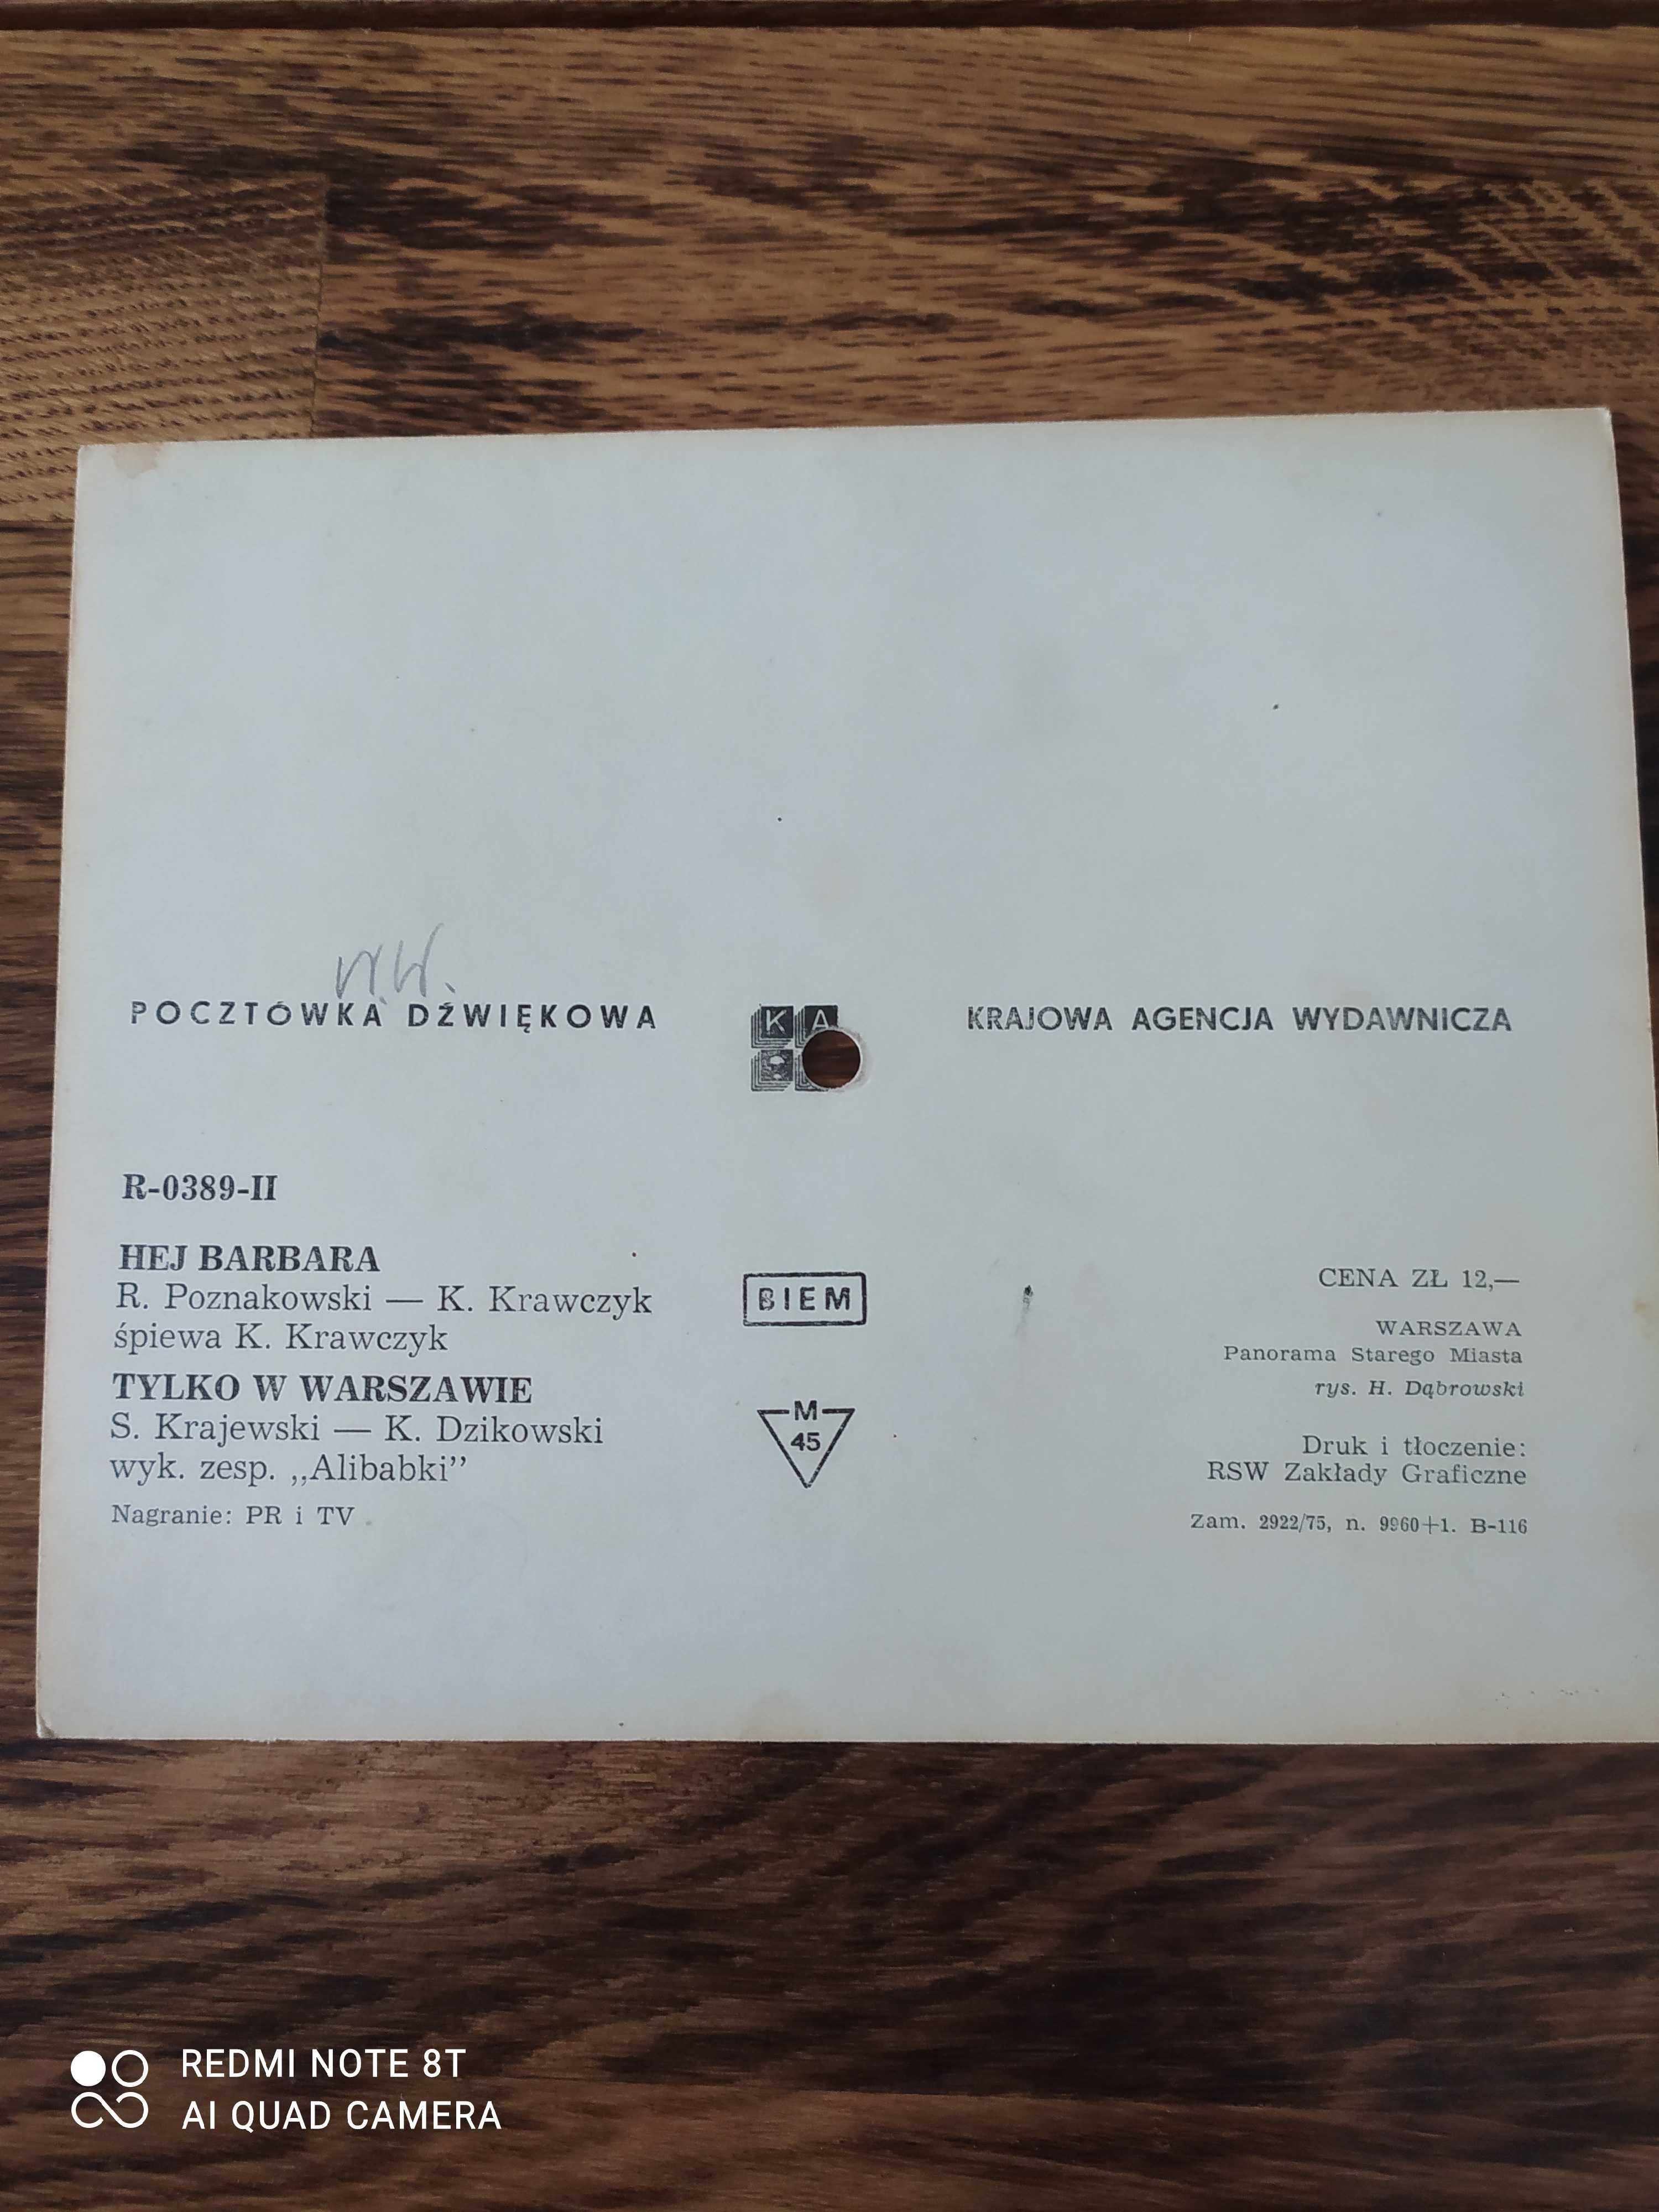 W.W.
POCZTÓWKA DŹWIĘKOWA
K A
KRAJOWA AGENCJA WYDAWNICZA
R-0389-II
HEJ BARBARA
R. Poznakowski — K. Krawczyk
śpiewa K. Krawczyk
TYLKO W WARSZAWIE
S. Krajewski — K. Dzikowski
wyk. zesp. ,,Alibabki”
Nagranie: PR i TV
BIEM
M
45
CENA ZŁ 12,—
WARSZAWA
Panorama Starego Miasta
rys. H. Dąbrowski
Druk i tłoczenie:
RSW Zakłady Graficzne
Zam. 2922/75, n. 9960+1. B-116
REDMI NOTE 8T
AI QUAD CAMERA